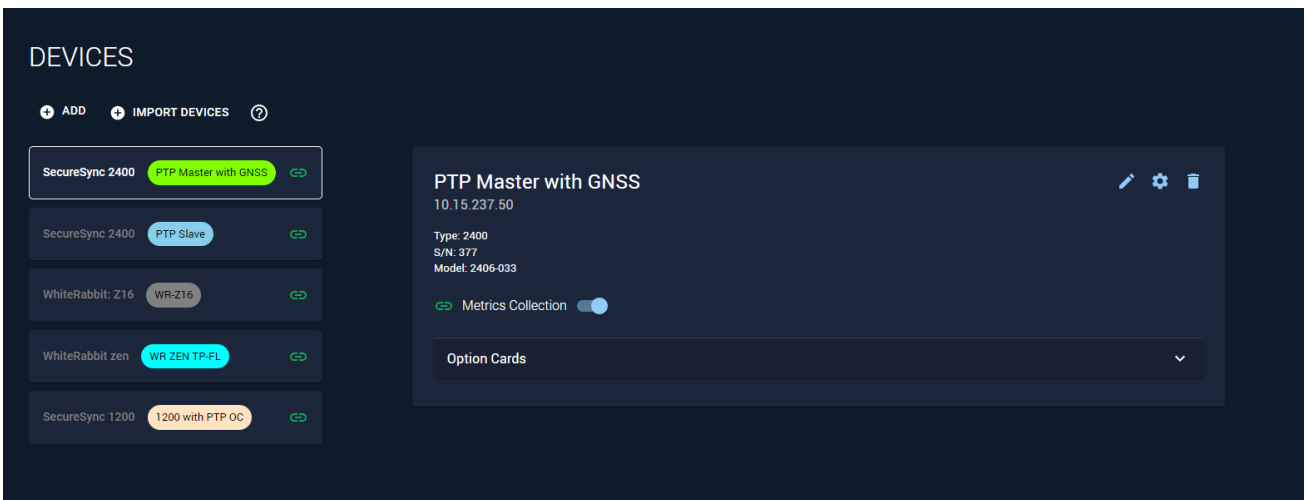 DEVICES
ADD IMPORT DEVICES ?
SecureSync 2400 PTP Master with GNSS
SecureSync 2400 PTP Slave
WhiteRabbit: Z16 WR-Z16
WhiteRabbit zen WR ZEN TP-FL
SecureSync 1200 1200 with PTP OC
PTP Master with GNSS
10.15.237.50
Type: 2400
S/N: 377
Model: 2406-033
Metrics Collection
Option Cards